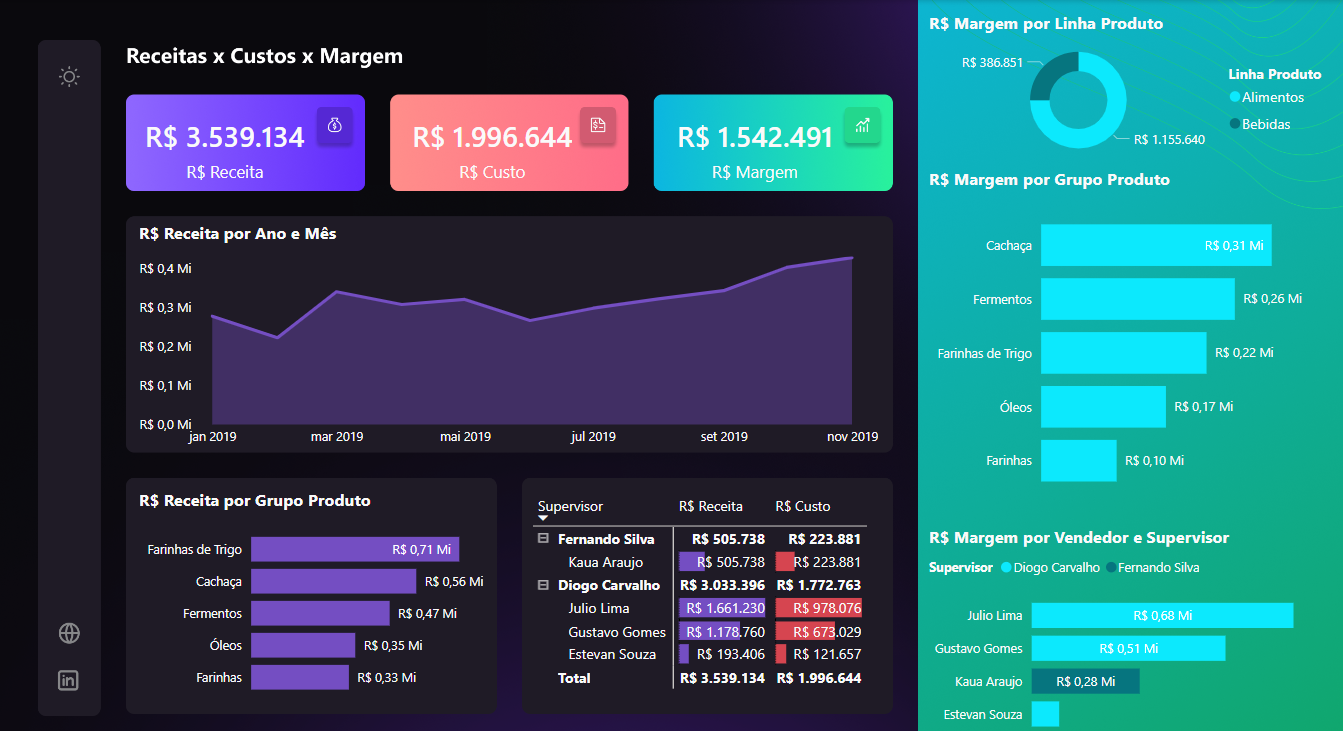 Receitas x Custos x Margem
R$ 3.539.134
R$ Receita
R$ 1.996.644
R$ Custo
R$ 1.542.491
R$ Margem
R$ Receita por Ano e Mês
R$ 0,4 Mi
R$ 0,3 Mi
R$ 0,2 Mi
R$ 0,1 Mi
R$ 0,0 Mi
jan 2019 mar 2019 mai 2019 jul 2019 set 2019 nov 2019
R$ Receita por Grupo Produto
Farinhas de Trigo R$ 0,71 Mi
Cachaça R$ 0,56 Mi
Fermentos R$ 0,47 Mi
Óleos R$ 0,35 Mi
Farinhas R$ 0,33 Mi
Supervisor R$ Receita R$ Custo
Fernando Silva R$ 505.738 R$ 223.881
Kaua Araujo R$ 505.738 R$ 223.881
Diogo Carvalho R$ 3.033.396 R$ 1.772.763
Julio Lima R$ 1.661.230 R$ 978.076
Gustavo Gomes R$ 1.178.760 R$ 673.029
Estevan Souza R$ 193.406 R$ 121.657
Total R$ 3.539.134 R$ 1.996.644
R$ Margem por Linha Produto
R$ 386.851
R$ 1.155.640
Linha Produto
Alimentos
Bebidas
R$ Margem por Grupo Produto
Cachaça R$ 0,31 Mi
Fermentos R$ 0,26 Mi
Farinhas de Trigo R$ 0,22 Mi
Óleos R$ 0,17 Mi
Farinhas R$ 0,10 Mi
R$ Margem por Vendedor e Supervisor
Supervisor Diogo Carvalho Fernando Silva
Julio Lima R$ 0,68 Mi
Gustavo Gomes R$ 0,51 Mi
Kaua Araujo R$ 0,28 Mi
Estevan Souza
in